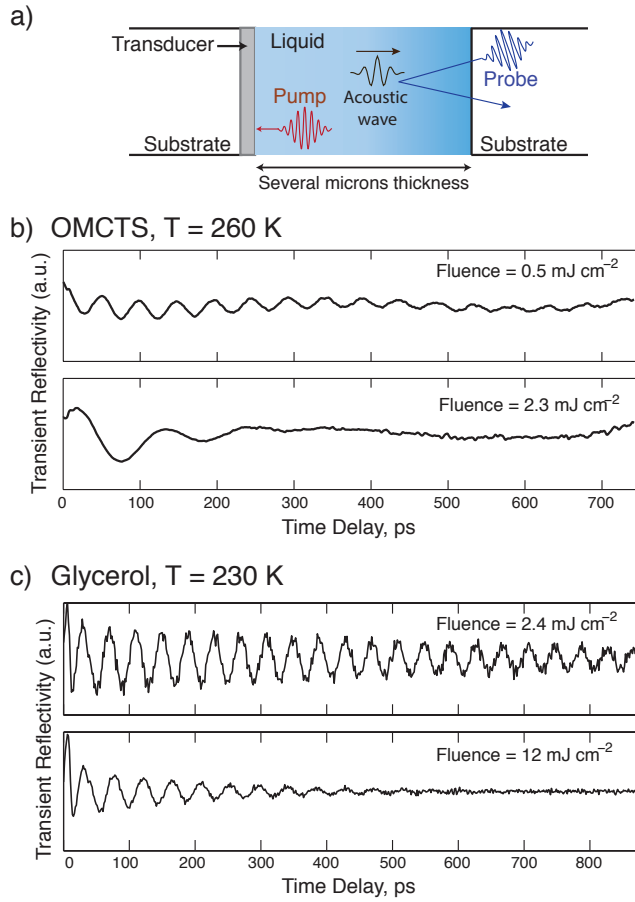 a)
Transducer
Liquid
Pump
Acoustic
wave
Probe
Substrate
Substrate
Several microns thickness
b) OMCTS, T = 260 K
Transient Reflectivity (a.u.)
Fluence = 0.5 mJ cm⁻²
Fluence = 2.3 mJ cm⁻²
0 100 200 300 400 500 600 700
Time Delay, ps
c) Glycerol, T = 230 K
Transient Reflectivity (a.u.)
Fluence = 2.4 mJ cm⁻²
Fluence = 12 mJ cm⁻²
0 100 200 300 400 500 600 700 800
Time Delay, ps